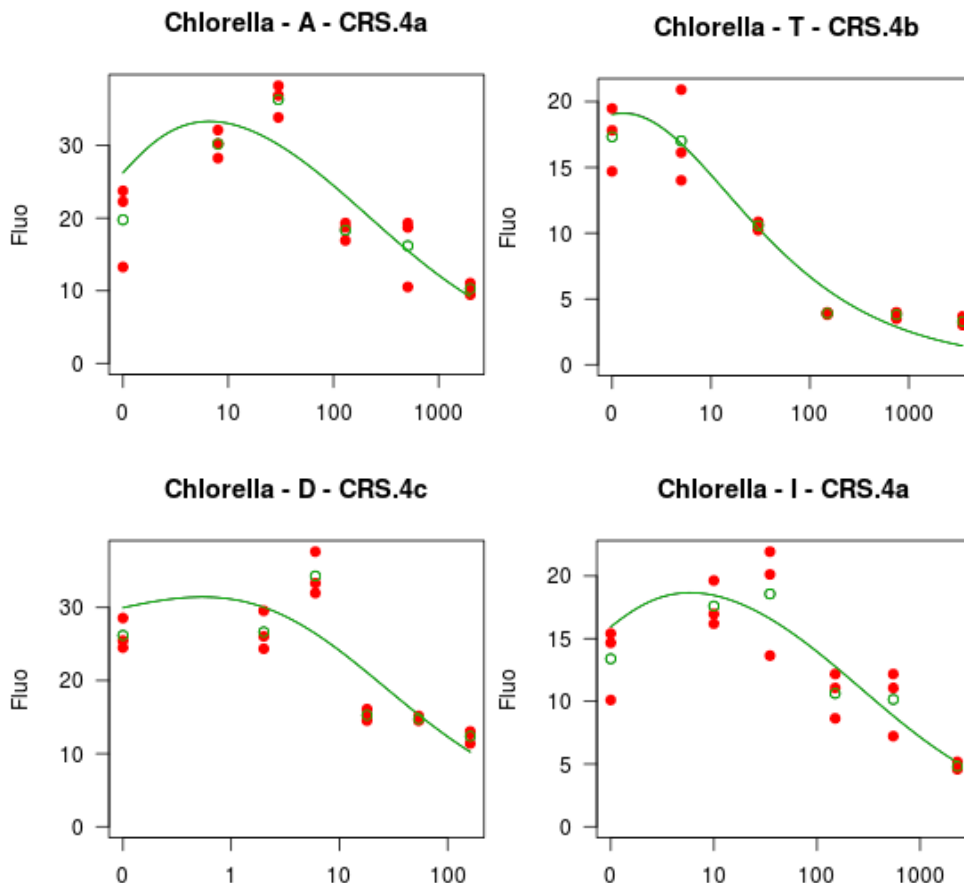 Chlorella - A - CRS.4a
Fluo
30
20
10
0
0 10 100 1000
Chlorella - T - CRS.4b
Fluo
20
15
10
5
0
0 10 100 1000
Chlorella - D - CRS.4c
Fluo
30
20
10
0
0 1 10 100
Chlorella - I - CRS.4a
Fluo
20
15
10
5
0
0 10 100 1000